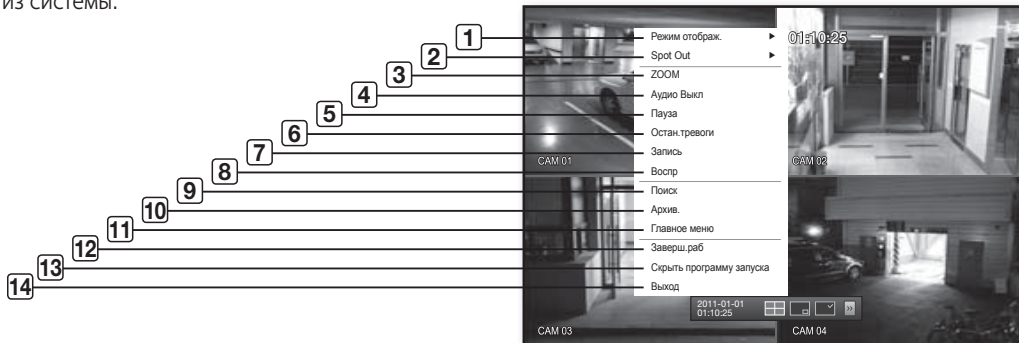 из системы.
1 Режим отображ. ▶
01:10:25
2 Spot Out ▶
3 ZOOM
4 Аудио Выкл
5 Пауза
6 Остан.тревоги
7 Запись
8 Воспр
CAM 01
CAM 02
9 Поиск
10 Архив.
11 Главное меню
12 Заверш.раб
13 Скрыть программу запуска
14 Выход
2011-01-01
01:10:25
CAM 03
CAM 04